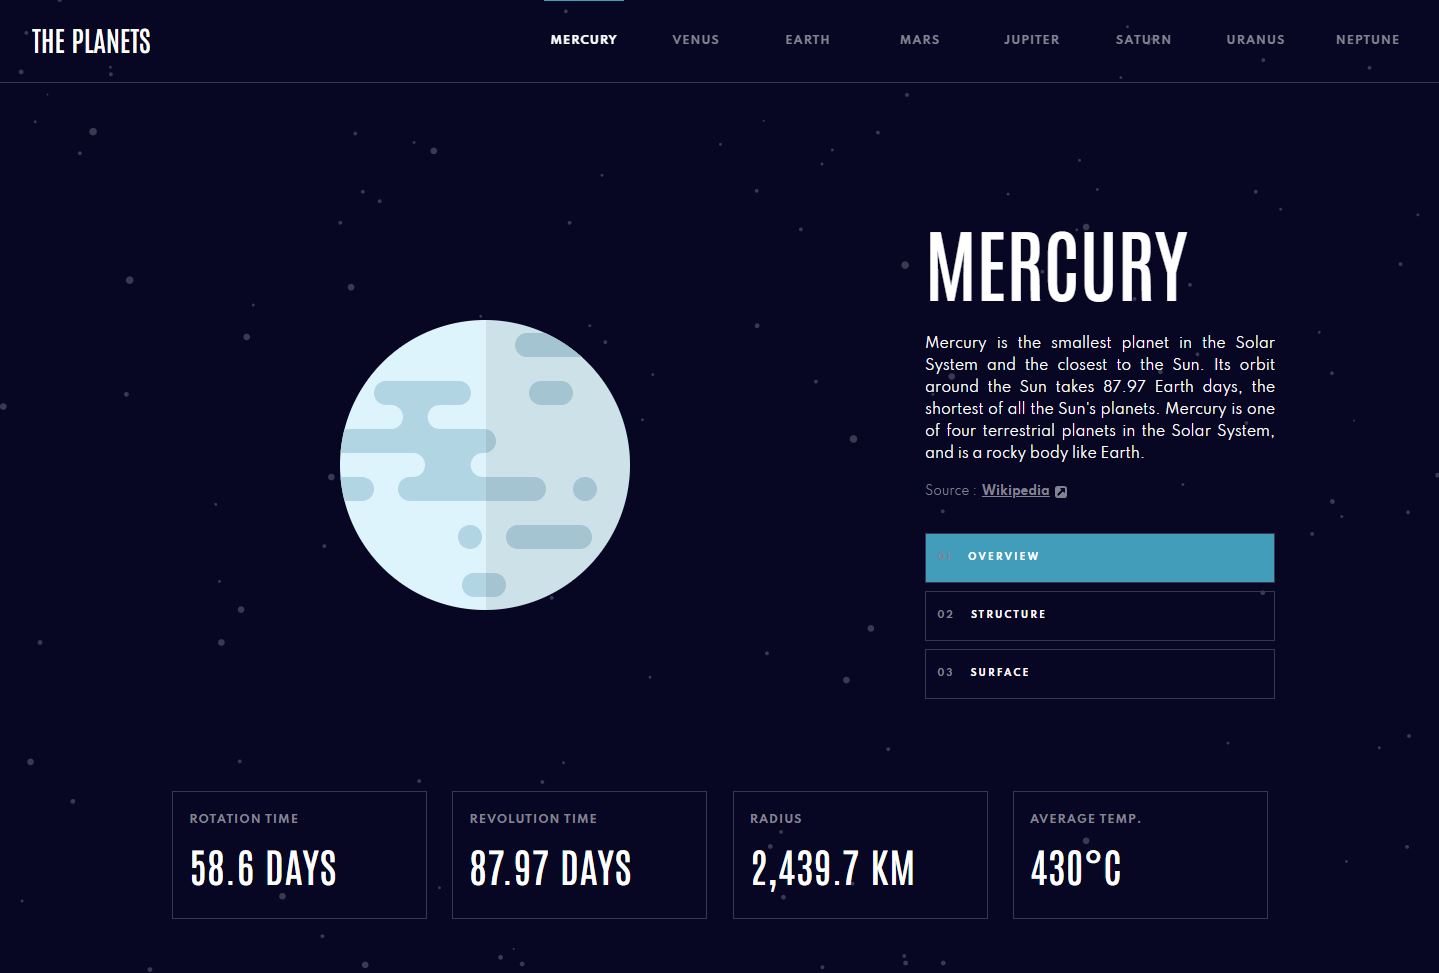 THE PLANETS
MERCURY VENUS EARTH MARS JUPITER SATURN URANUS NEPTUNE
MERCURY
Mercury is the smallest planet in the Solar
System and the closest to the Sun. Its orbit
around the Sun takes 87.97 Earth days, the
shortest of all the Sun's planets. Mercury is one
of four terrestrial planets in the Solar System,
and is a rocky body like Earth.
Source : Wikipedia
01 OVERVIEW
02 STRUCTURE
03 SURFACE
ROTATION TIME REVOLUTION TIME RADIUS AVERAGE TEMP.
58.6 DAYS 87.97 DAYS 2,439.7 KM 430°C